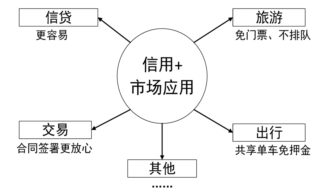 信贷
更容易
旅游
免门票、不排队
信用+
市场应用
交易
合同签署更放心
出行
共享单车免押金
其他
······